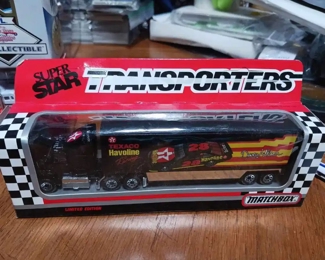 COLLECTIBLE
SUPER
STAR
TRANSPORTERS
TEXACO
Havoline
28
LIMITED EDITION
MATCHBOX